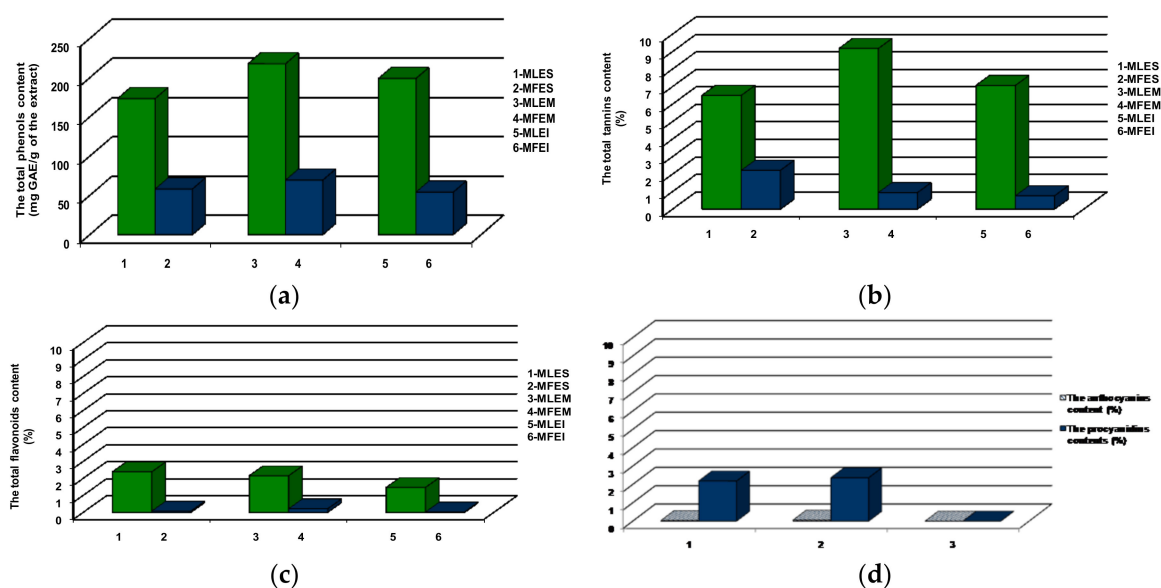 The total phenols content
(mg GAE/g of the extract)
250
200
150
100
50
0
1 2 3 4 5 6
1-MLES
2-MFES
3-MLEM
4-MFEM
5-MLEI
6-MFEI
(a)
The total tannins content
(%)
10
9
8
7
6
5
4
3
2
1
0
1 2 3 4 5 6
1-MLES
2-MFES
3-MLEM
4-MFEM
5-MLEI
6-MFEI
(b)
The total flavonoids content
(%)
10
9
8
7
6
5
4
3
2
1
0
1 2 3 4 5 6
1-MLES
2-MFES
3-MLEM
4-MFEM
5-MLEI
6-MFEI
(c)
10
9
8
7
6
5
4
3
2
1
0
1 2 3
The anthocyanins
content (%)
The procyanidins
contents (%)
(d)